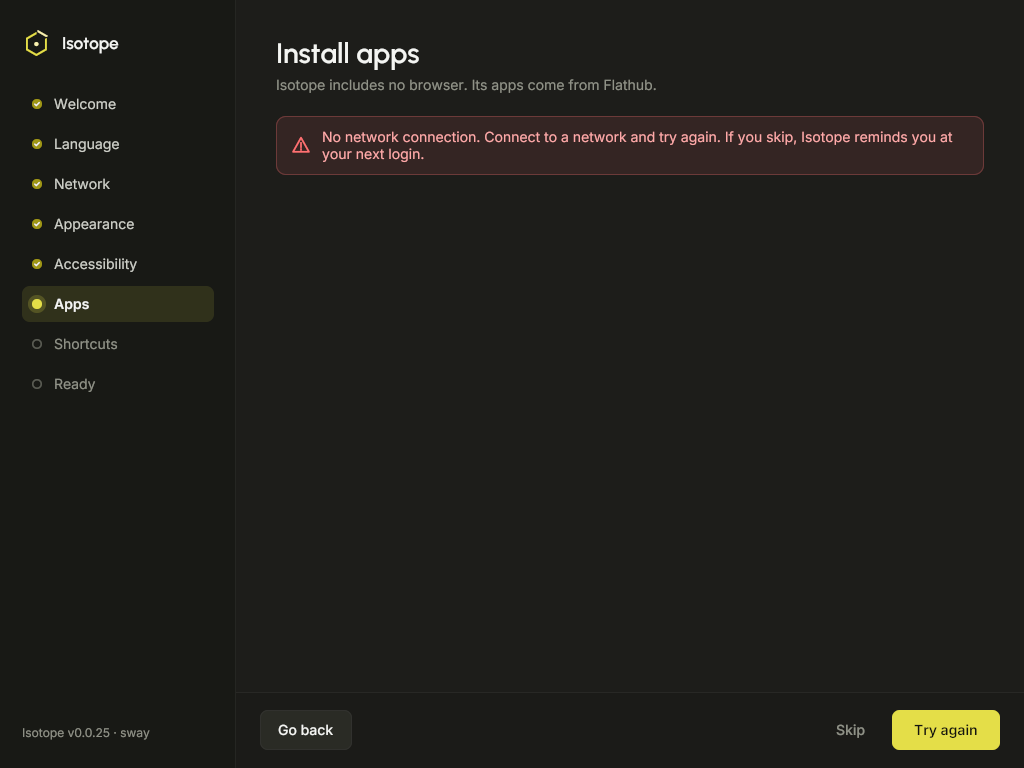 Isotope
Welcome
Language
Network
Appearance
Accessibility
Apps
Shortcuts
Ready
Isotope v0.0.25 · sway
Install apps
Isotope includes no browser. Its apps come from Flathub.
No network connection. Connect to a network and try again. If you skip, Isotope reminds you at
your next login.
Go back
Skip
Try again